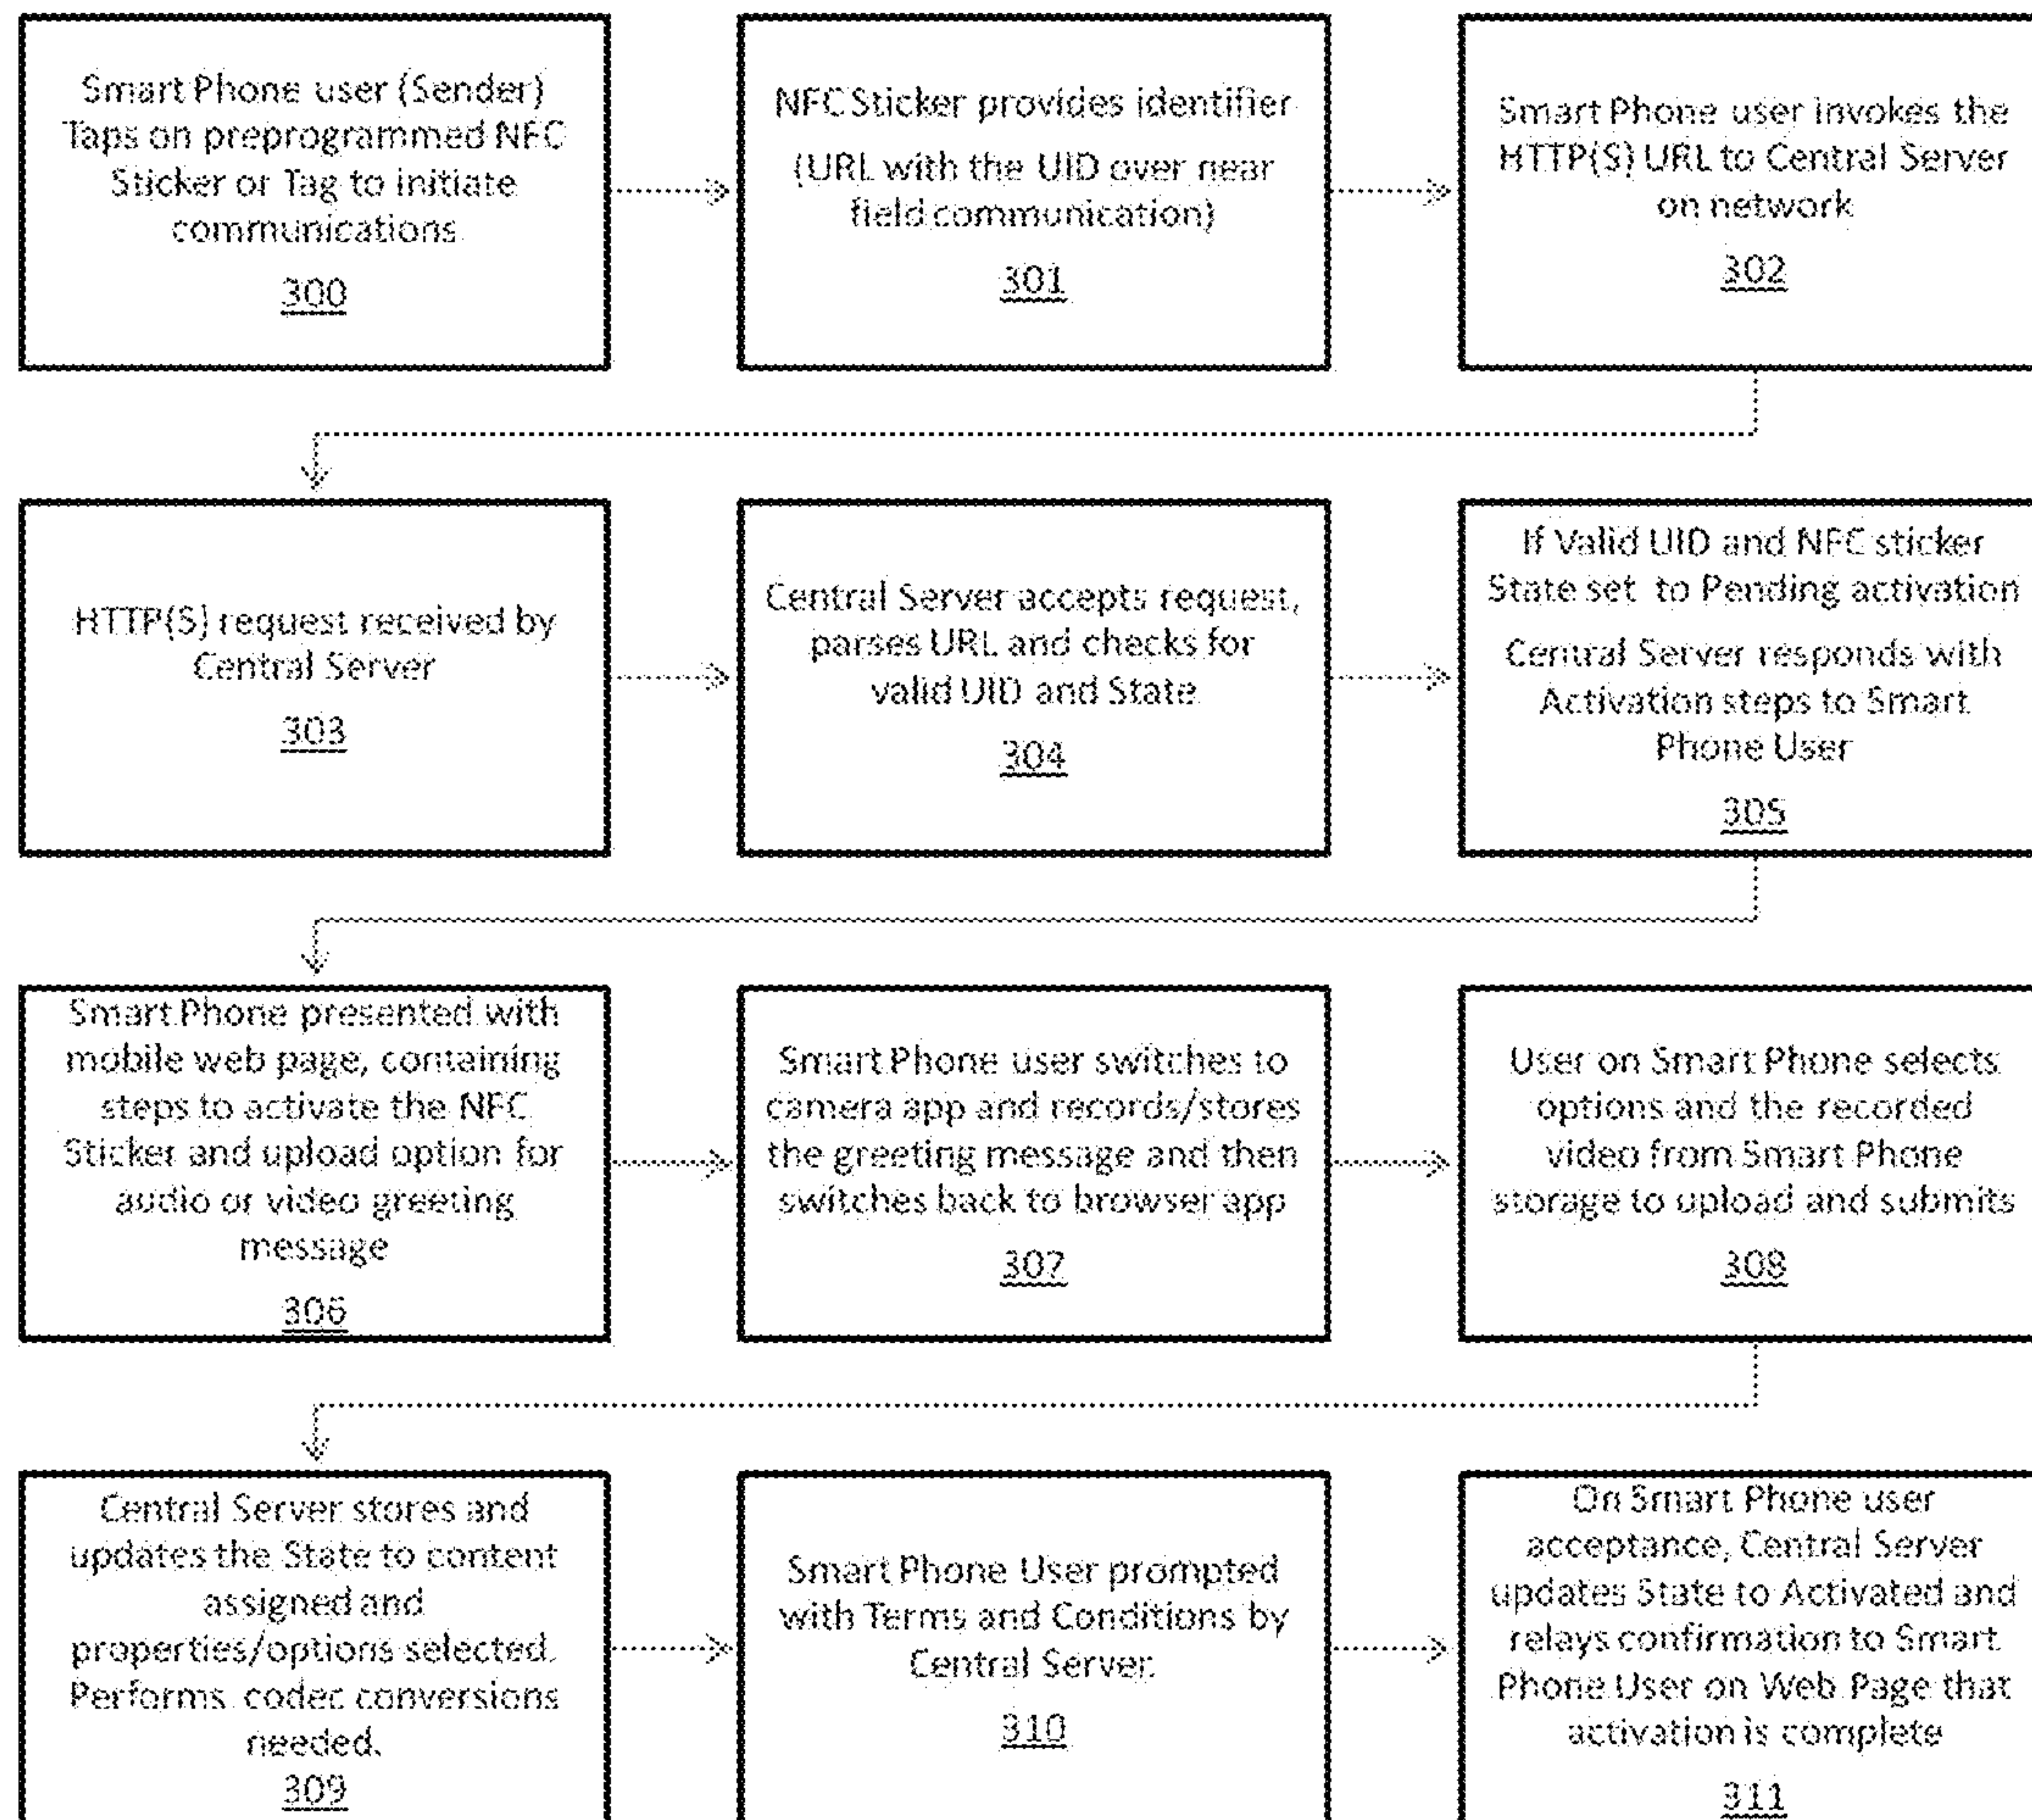 Smart Phone user (Sender)
Taps on preprogrammed NFC
Sticker or Tag to initiate
communications
300
NFC Sticker provides identifier
(URL with the UID over near
field communication)
301
Smart Phone user invokes the
HTTP(S) URL to Central Server
on network
302
HTTP(S) request received by
Central Server
303
Central Server accepts request,
parses URL and checks for
valid UID and State
304
If Valid UID and NFC sticker
State set to Pending activation
Central Server responds with
Activation steps to Smart
Phone User
305
Smart Phone presented with
mobile web page, containing
steps to activate the NFC
Sticker and upload option for
audio or video greeting
message
306
Smart Phone user switches to
camera app and records/stores
the greeting message and then
switches back to browser app
307
User on Smart Phone selects
options and the recorded
video from Smart Phone
storage to upload and submits
308
Central Server stores and
updates the State to content
assigned and
properties/options selected.
Performs codec conversions
needed.
309
Smart Phone User prompted
with Terms and Conditions by
Central Server.
310
On Smart Phone user
acceptance, Central Server
updates State to Activated and
relays confirmation to Smart
Phone User on Web Page that
activation is complete
311